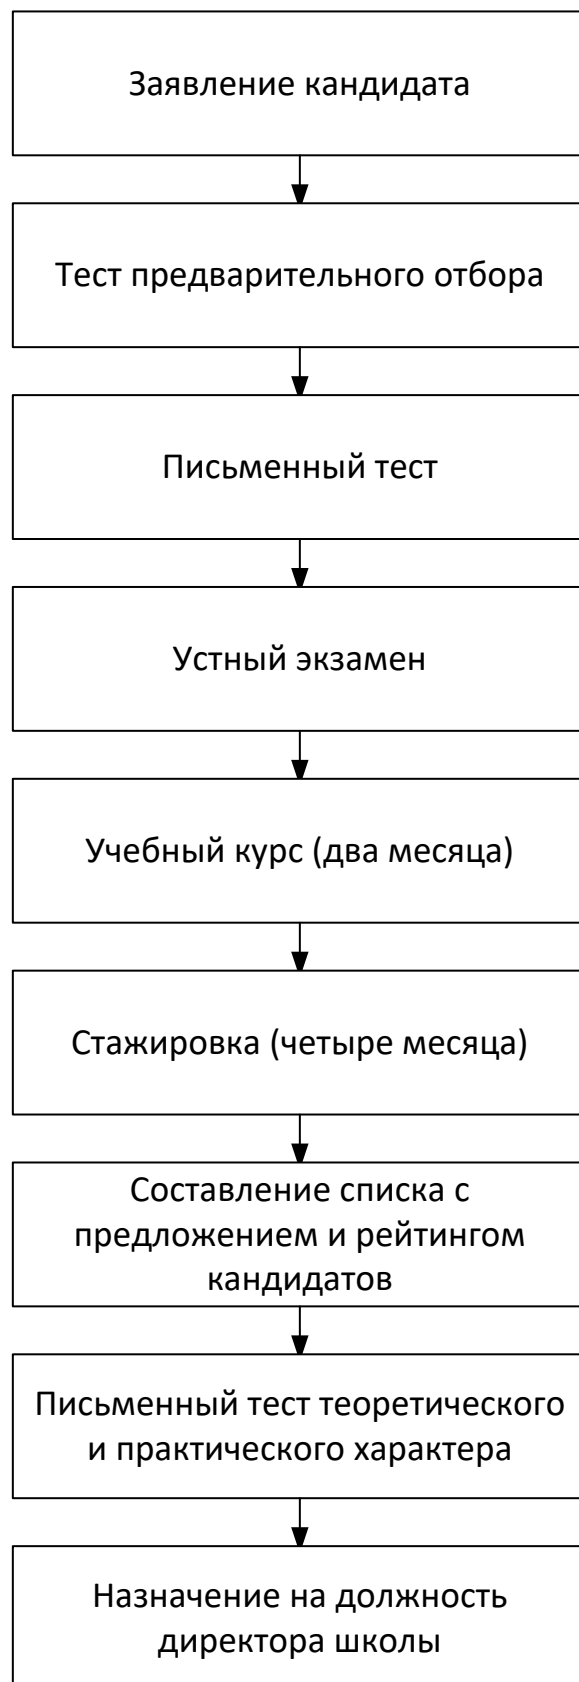 Заявление кандидата
Тест предварительного отбора
Письменный тест
Устный экзамен
Учебный курс (два месяца)
Стажировка (четыре месяца)
Составление списка с
предложением и рейтингом
кандидатов
Письменный тест теоретического
и практического характера
Назначение на должность
директора школы